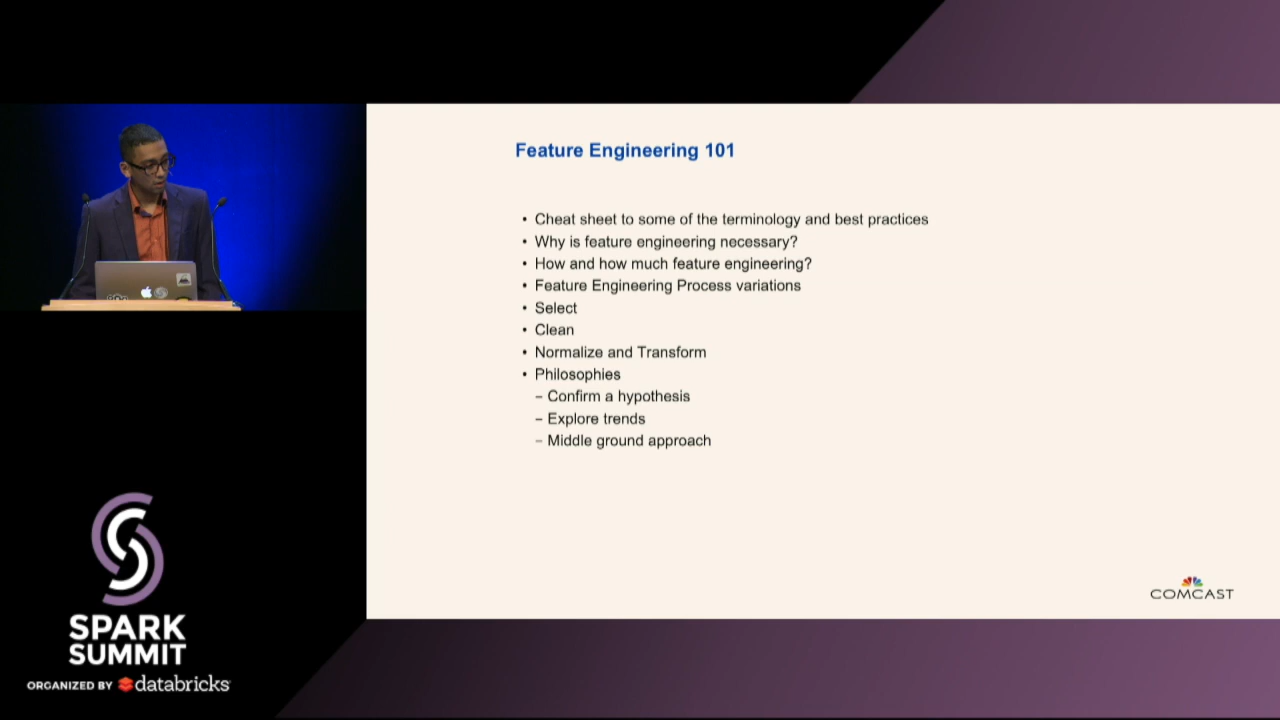 Feature Engineering 101
• Cheat sheet to some of the terminology and best practices
• Why is feature engineering necessary?
• How and how much feature engineering?
• Feature Engineering Process variations
• Select
• Clean
• Normalize and Transform
• Philosophies
– Confirm a hypothesis
– Explore trends
– Middle ground approach
COMCAST
SPARK
SUMMIT
ORGANIZED BY databricks